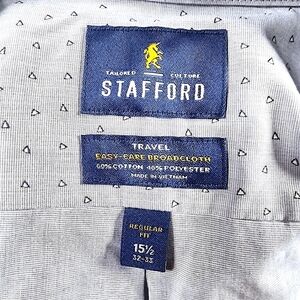 TAILORED CULTURE
STAFFORD
TRAVEL
EASY-CARE BROADCLOTH
60% COTTON 40% POLYESTER
MADE IN VIETNAM
REGULAR
FIT
15½
32-33